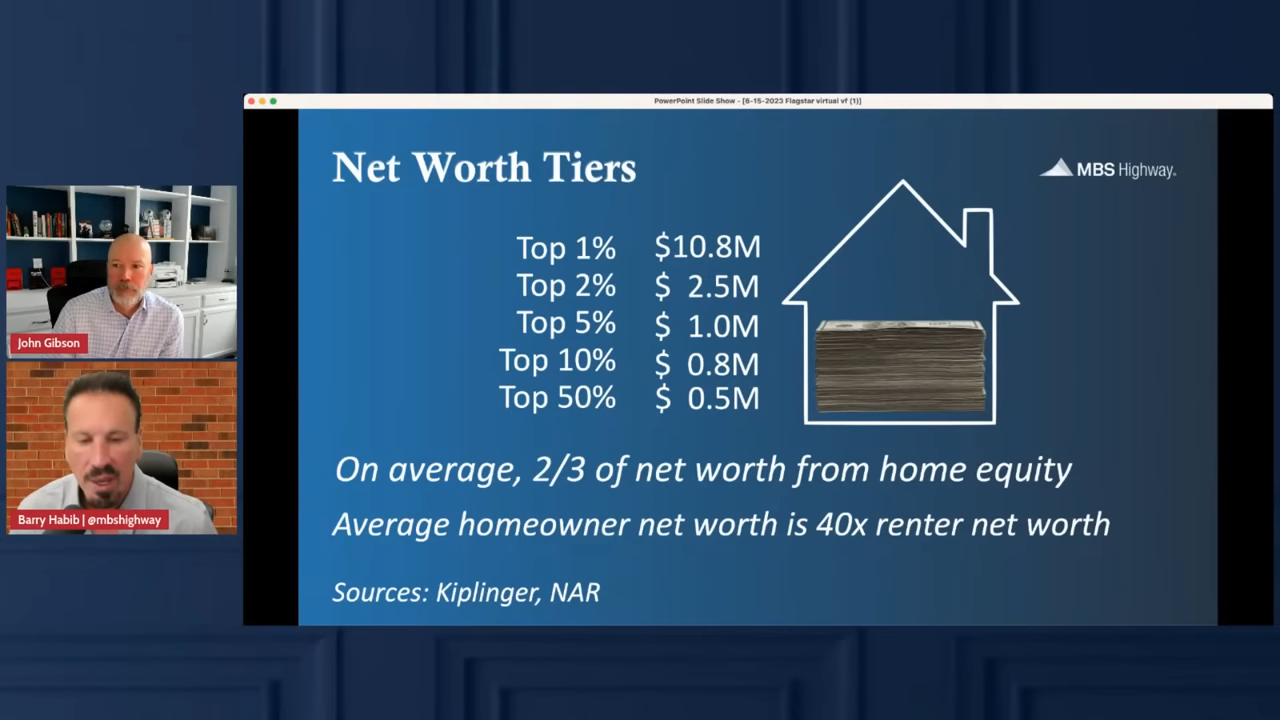 PowerPoint Slide Show - [6-15-2023 Flagstar virtual vf (1)]
Net Worth Tiers
MBS Highway.
Top 1% $10.8M
Top 2% $ 2.5M
Top 5% $ 1.0M
Top 10% $ 0.8M
Top 50% $ 0.5M
On average, 2/3 of net worth from home equity
Average homeowner net worth is 40x renter net worth
Sources: Kiplinger, NAR
John Gibson
Barry Habib | @mbshighway